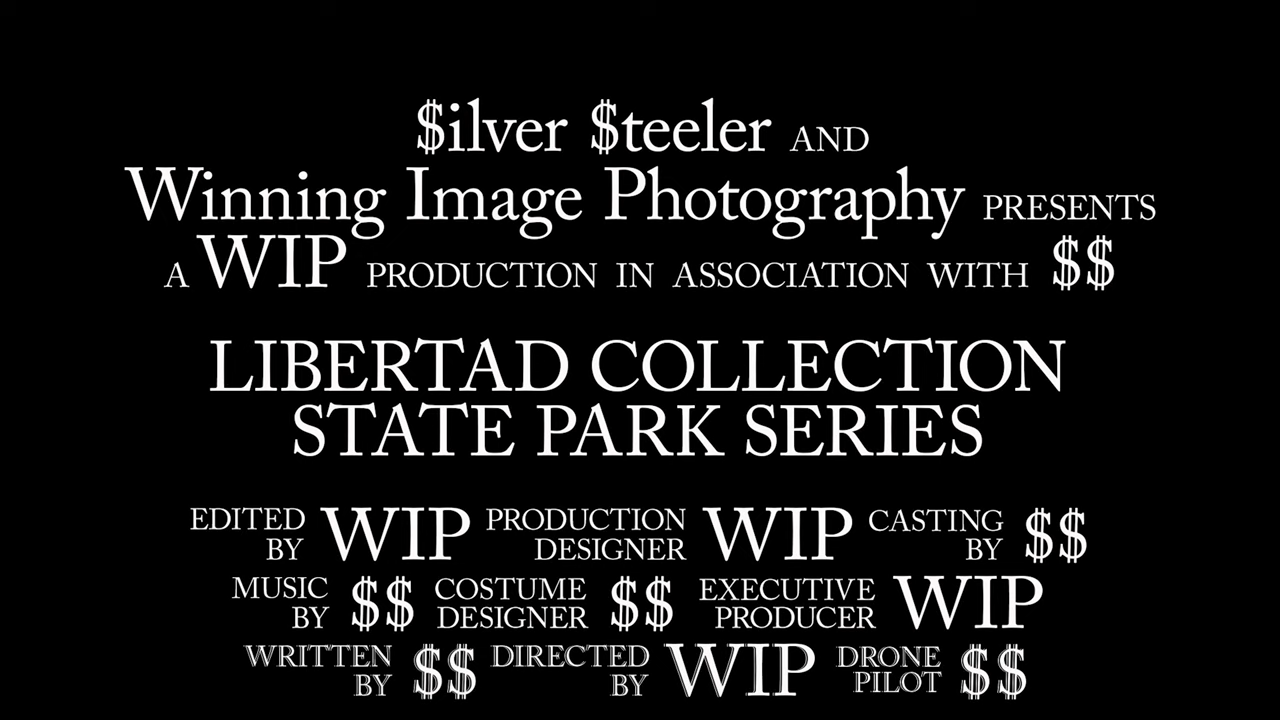 $ilver $teeler AND
Winning Image Photography PRESENTS
A WIP PRODUCTION IN ASSOCIATION WITH $$
LIBERTAD COLLECTION
STATE PARK SERIES
EDITED BY WIP PRODUCTION DESIGNER WIP CASTING BY $$
MUSIC BY $$ COSTUME DESIGNER $$ EXECUTIVE PRODUCER WIP
WRITTEN BY $$ DIRECTED BY WIP DRONE PILOT $$